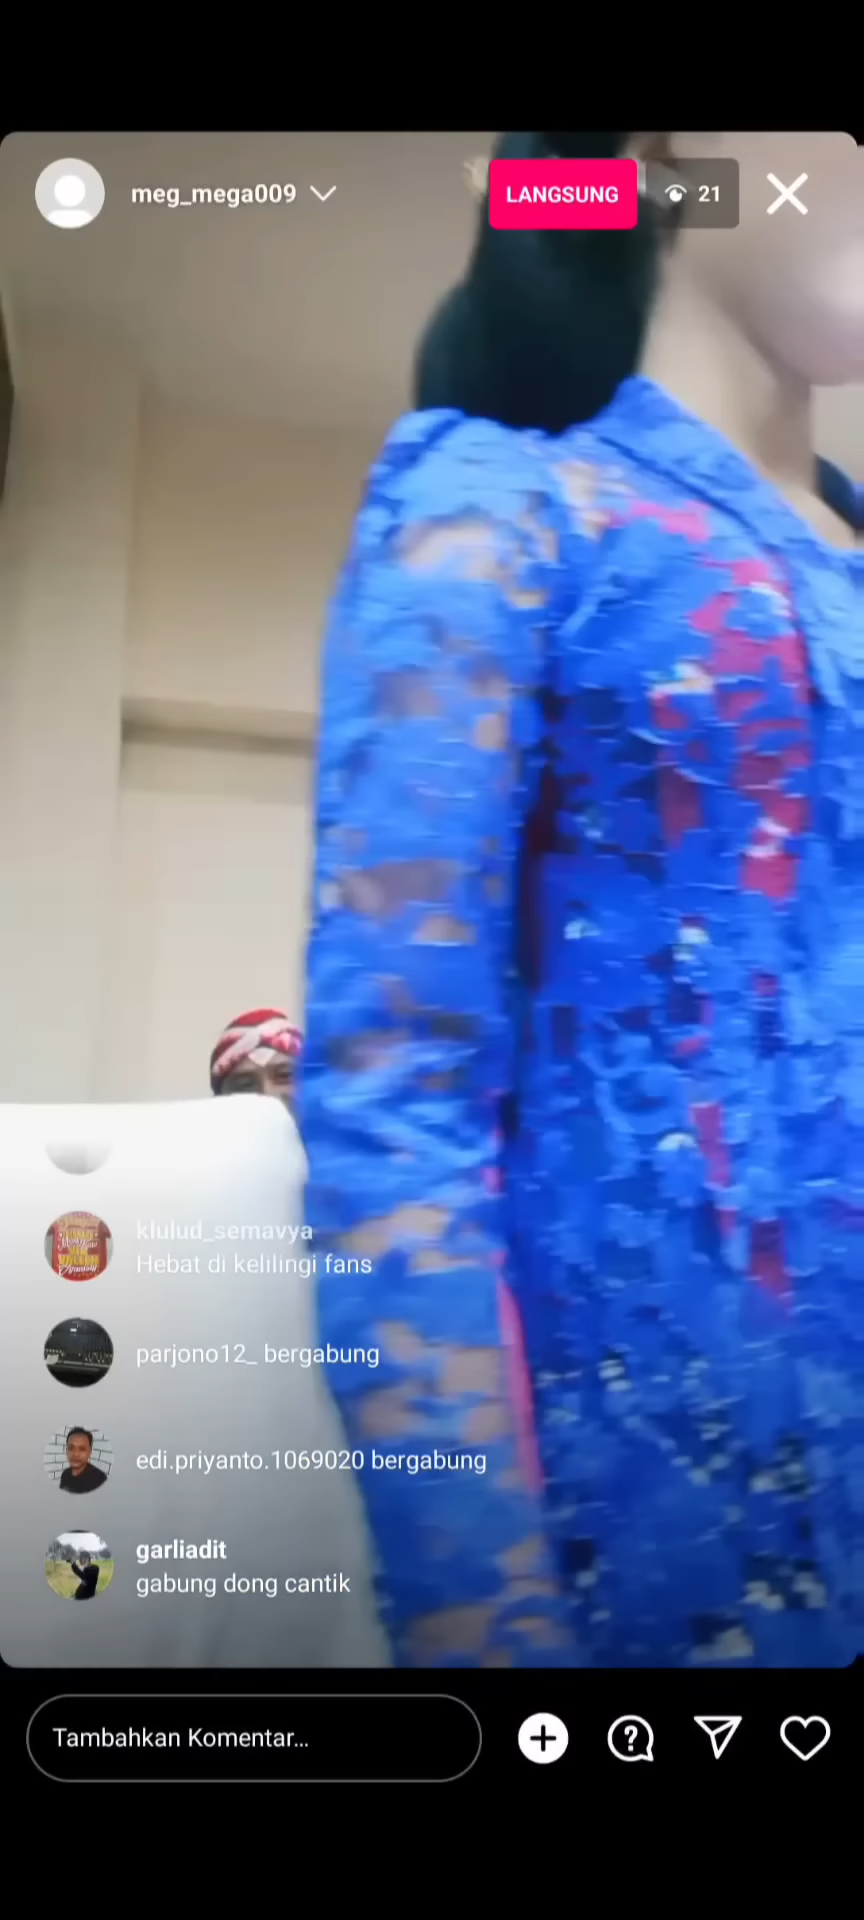 meg_mega009
LANGSUNG
21
klulud_semavya
Hebat di kelilingi fans
parjono12_ bergabung
edi.priyanto.1069020 bergabung
garliadit
gabung dong cantik
Tambahkan Komentar...